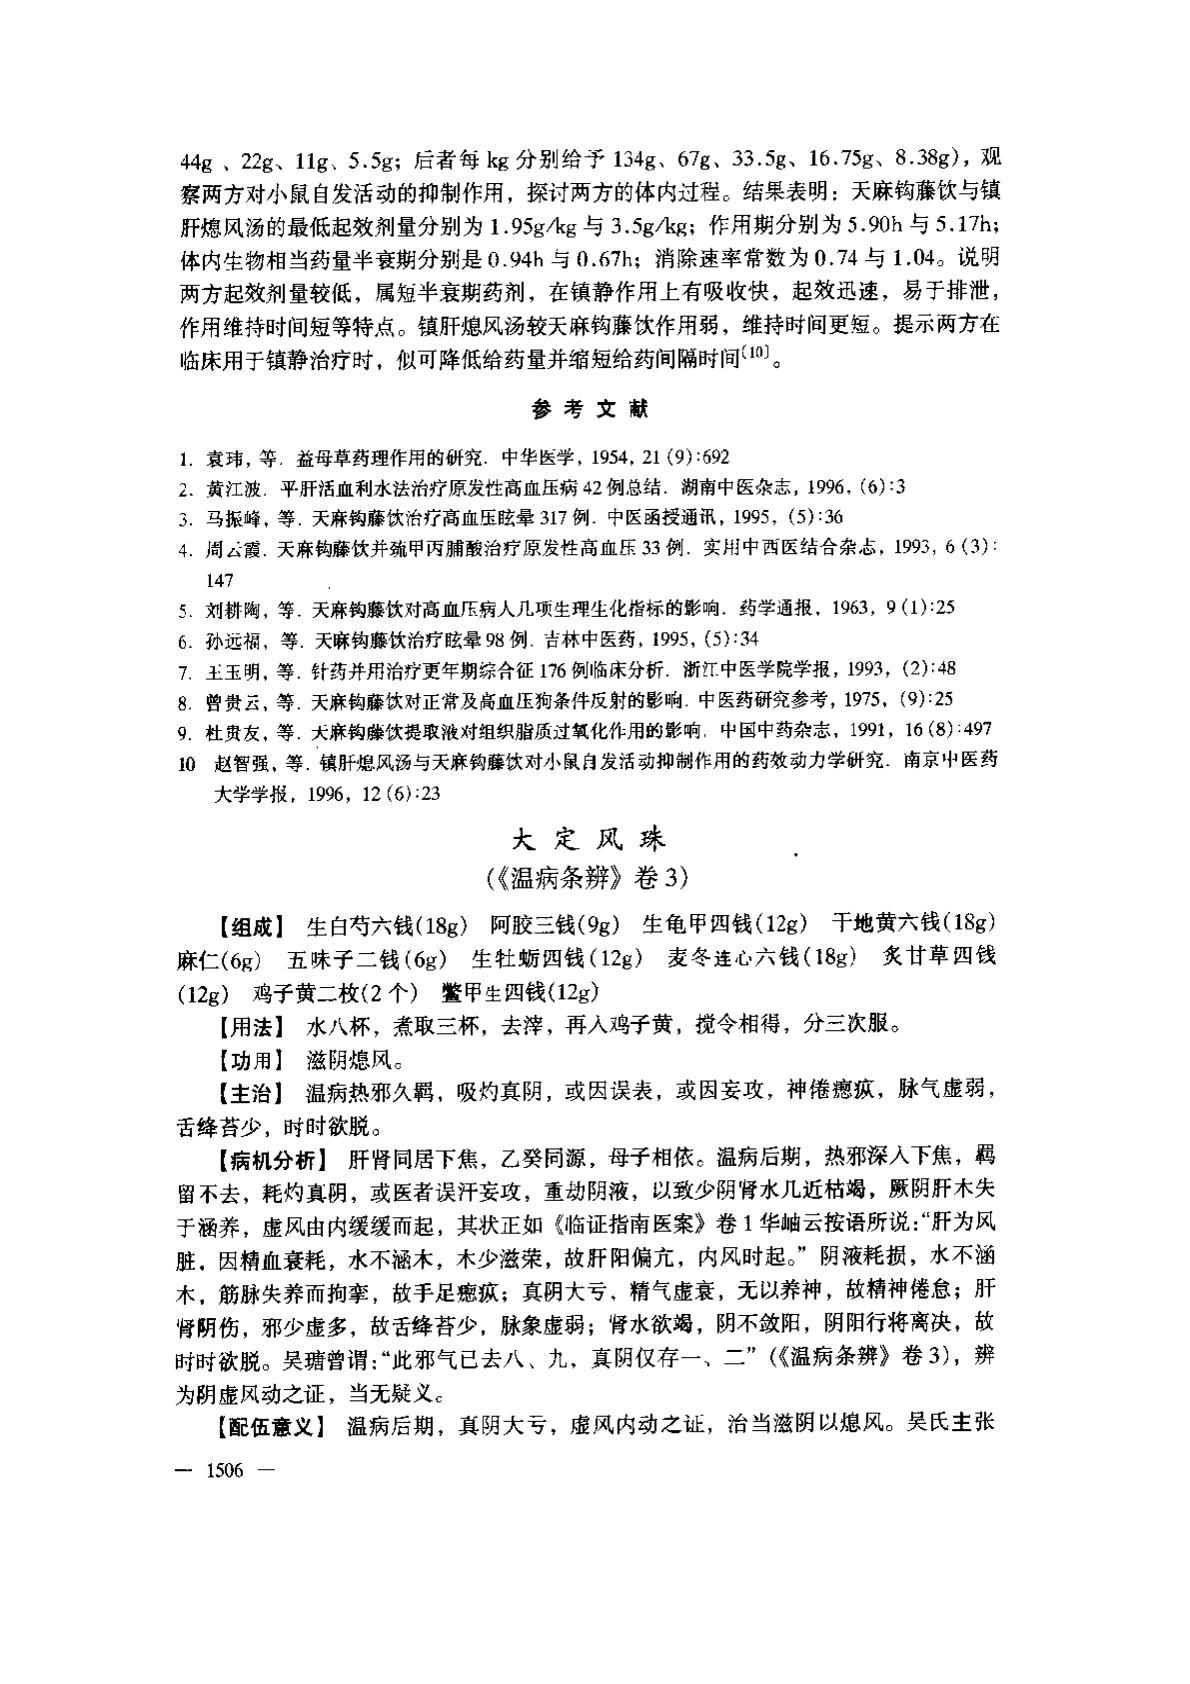 44g 、22g、11g、5.5g；后者每 kg 分别给予 134g、67g、33.5g、16.75g、8.38g），观
察两方对小鼠自发活动的抑制作用，探讨两方的体内过程。结果表明：天麻钩藤饮与镇
肝熄风汤的最低起效剂量分别为 1.95g/kg 与 3.5g/kg；作用期分别为 5.90h 与 5.17h；
体内生物相当药量半衰期分别是 0.94h 与 0.67h；消除速率常数为 0.74 与 1.04。说明
两方起效剂量较低，属短半衰期药剂，在镇静作用上有吸收快，起效迅速，易于排泄，
作用维持时间短等特点。镇肝熄风汤较天麻钩藤饮作用弱，维持时间更短。提示两方在
临床用于镇静治疗时，似可降低给药量并缩短给药间隔时间〔10〕。
参 考 文 献
1. 袁玮，等. 益母草药理作用的研究. 中华医学，1954，21（9）:692
2. 黄江波. 平肝活血利水法治疗原发性高血压病 42 例总结. 湖南中医杂志，1996，（6）:3
3. 马振峰，等. 天麻钩藤饮治疗高血压眩晕 317 例. 中医函授通讯，1995，（5）:36
4. 周云霞. 天麻钩藤饮并巯甲丙脯酸治疗原发性高血压 33 例. 实用中西医结合杂志，1993，6（3）:
147
5. 刘耕陶，等. 天麻钩藤饮对高血压病人几项生理生化指标的影响. 药学通报，1963，9（1）:25
6. 孙远福，等. 天麻钩藤饮治疗眩晕 98 例. 吉林中医药，1995，（5）:34
7. 王玉明，等. 针药并用治疗更年期综合征 176 例临床分析. 浙江中医学院学报，1993，（2）:48
8. 曾贵云，等. 天麻钩藤饮对正常及高血压狗条件反射的影响. 中医药研究参考，1975，（9）:25
9. 杜贵友，等. 天麻钩藤饮提取液对组织脂质过氧化作用的影响. 中国中药杂志，1991，16（8）:497
10 赵智强，等. 镇肝熄风汤与天麻钩藤饮对小鼠自发活动抑制作用的药效动力学研究. 南京中医药
大学学报，1996，12（6）:23
大 定 风 珠
（《温病条辨》卷 3）
【组成】 生白芍六钱(18g) 阿胶三钱(9g) 生龟甲四钱(12g) 干地黄六钱(18g)
麻仁(6g) 五味子二钱(6g) 生牡蛎四钱(12g) 麦冬连心六钱(18g) 炙甘草四钱
(12g) 鸡子黄二枚(2 个) 鳖甲生四钱(12g)
【用法】 水八杯，煮取三杯，去滓，再入鸡子黄，搅令相得，分三次服。
【功用】 滋阴熄风。
【主治】 温病热邪久羁，吸灼真阴，或因误表，或因妄攻，神倦瘛疭，脉气虚弱，
舌绛苔少，时时欲脱。
【病机分析】 肝肾同居下焦，乙癸同源，母子相依。温病后期，热邪深入下焦，羁
留不去，耗灼真阴，或医者误汗妄攻，重劫阴液，以致少阴肾水几近枯竭，厥阴肝木失
于涵养，虚风由内缓缓而起，其状正如《临证指南医案》卷 1 华岫云按语所说：“肝为风
脏，因精血衰耗，水不涵木，木少滋荣，故肝阳偏亢，内风时起。” 阴液耗损，水不涵
木，筋脉失养而拘挛，故手足瘛疭；真阴大亏，精气虚衰，无以养神，故精神倦怠；肝
肾阴伤，邪少虚多，故舌绛苔少，脉象虚弱；肾水欲竭，阴不敛阳，阴阳行将离决，故
时时欲脱。吴瑭曾谓：“此邪气已去八、九，真阴仅存一、二”（《温病条辨》卷 3），辨
为阴虚风动之证，当无疑义。
【配伍意义】 温病后期，真阴大亏，虚风内动之证，治当滋阴以熄风。吴氏主张
— 1506 —